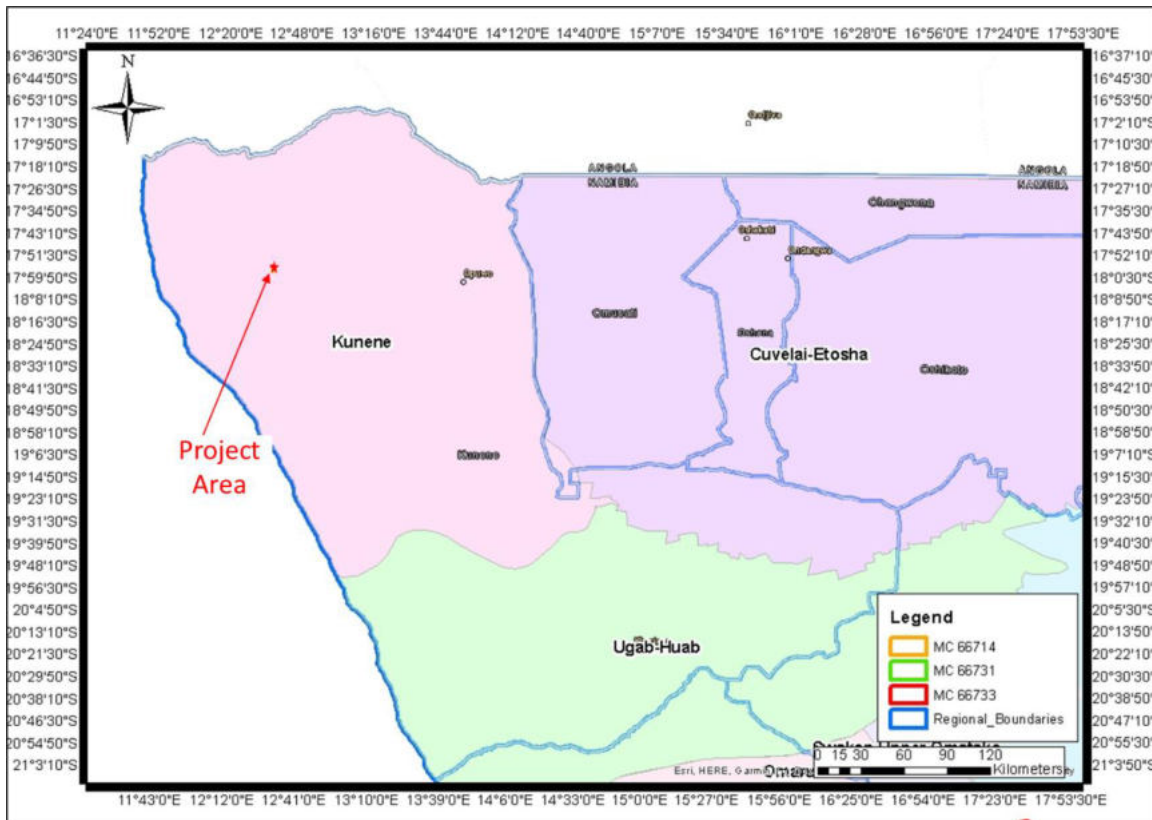 11°24'0"E 11°52'0"E 12°20'0"E 12°48'0"E 13°16'0"E 13°44'0"E 14°12'0"E 14°40'0"E 15°7'0"E 15°34'0"E 16°1'0"E 16°28'0"E 16°56'0"E 17°24'0"E 17°53'30"E
16°36'30"S 16°37'10"S
16°44'50"S 16°45'30"S
N
16°53'10"S 16°53'50"S
17°1'30"S 17°2'10"S
17°9'50"S 17°10'30"S
17°18'10"S ANGOLA ANGOLA 17°18'50"S
17°26'30"S NAMIBIA NAMIBIA 17°27'10"S
17°34'50"S Ohangwena 17°35'30"S
17°43'10"S Oshakati 17°43'50"S
17°51'30"S Ondangwa 17°52'10"S
17°59'50"S Opuwo 18°0'30"S
18°8'10"S 18°8'50"S
18°16'30"S Omusati 18°17'10"S
18°24'50"S Kunene Oshana Cuvelai-Etosha 18°25'30"S
18°33'10"S Oshikoto 18°33'50"S
18°41'30"S 18°42'10"S
18°49'50"S 18°50'30"S
18°58'10"S 18°58'50"S
Project
19°6'30"S Kunene 19°7'10"S
Area
19°14'50"S 19°15'30"S
19°23'10"S 19°23'50"S
19°31'30"S 19°32'10"S
19°39'50"S 19°40'30"S
19°48'10"S 19°48'50"S
19°56'30"S 19°57'10"S
20°4'50"S 20°5'30"S
Legend
20°13'10"S MC 66714 20°13'50"S
20°21'30"S Ugab-Huab MC 66731 20°22'10"S
20°29'50"S MC 66733 20°30'30"S
20°38'10"S Regional_Boundaries 20°38'50"S
20°46'30"S 20°47'10"S
20°54'50"S 20°55'30"S
0 15 30 60 90 120
21°3'10"S Esri, HERE, Garmin Kilometers 21°3'50"S
11°43'0"E 12°12'0"E 12°41'0"E 13°10'0"E 13°39'0"E 14°6'0"E 14°33'0"E 15°0'0"E 15°27'0"E 15°56'0"E 16°25'0"E 16°54'0"E 17°23'0"E 17°53'30"E